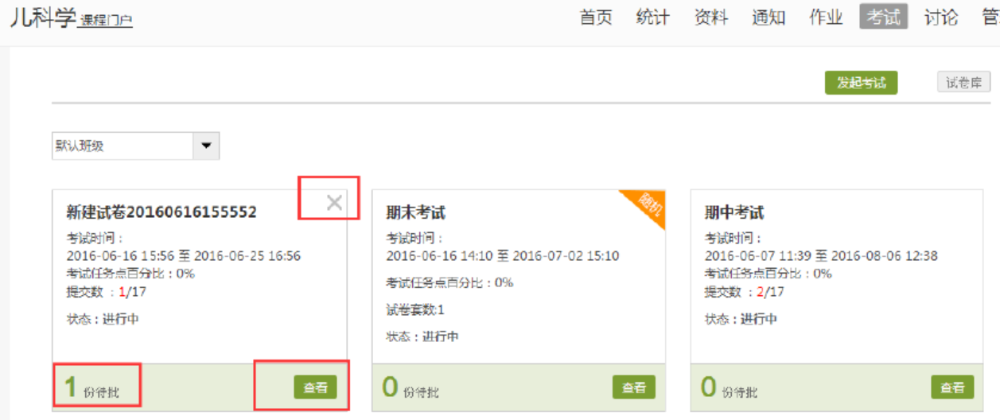 儿科学 课程门户
首页 统计 资料 通知 作业 考试 讨论
发起考试 试卷库
默认班级
新建试卷20160616155552
考试时间：
2016-06-16 15:56 至 2016-06-25 16:56
考试任务点百分比：0%
提交数 ：1/17
状态：进行中
1 份待批 查看
随机
期末考试
考试时间：
2016-06-16 14:10 至 2016-07-02 15:10
考试任务点百分比：0%
试卷套数:1
状态：进行中
0 份待批 查看
期中考试
考试时间：
2016-06-07 11:39 至 2016-08-06 12:38
考试任务点百分比：0%
提交数 ：2/17
状态：进行中
0 份待批 查看